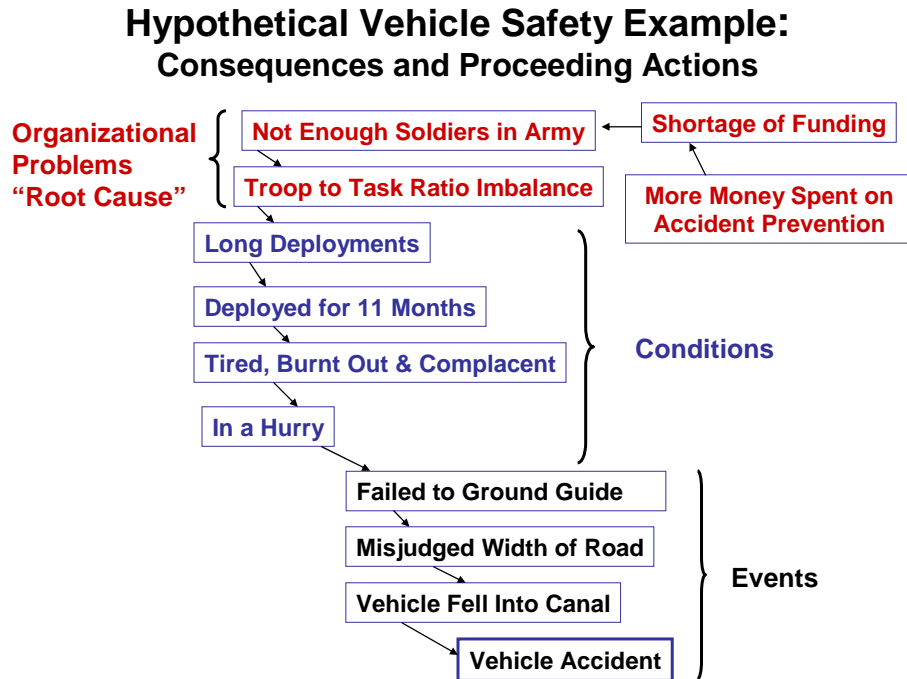 Hypothetical Vehicle Safety Example:
Consequences and Proceeding Actions
Organizational
Problems
“Root Cause”
Not Enough Soldiers in Army
Shortage of Funding
Troop to Task Ratio Imbalance
More Money Spent on
Accident Prevention
Long Deployments
Deployed for 11 Months
Tired, Burnt Out & Complacent
In a Hurry
Conditions
Failed to Ground Guide
Misjudged Width of Road
Vehicle Fell Into Canal
Vehicle Accident
Events